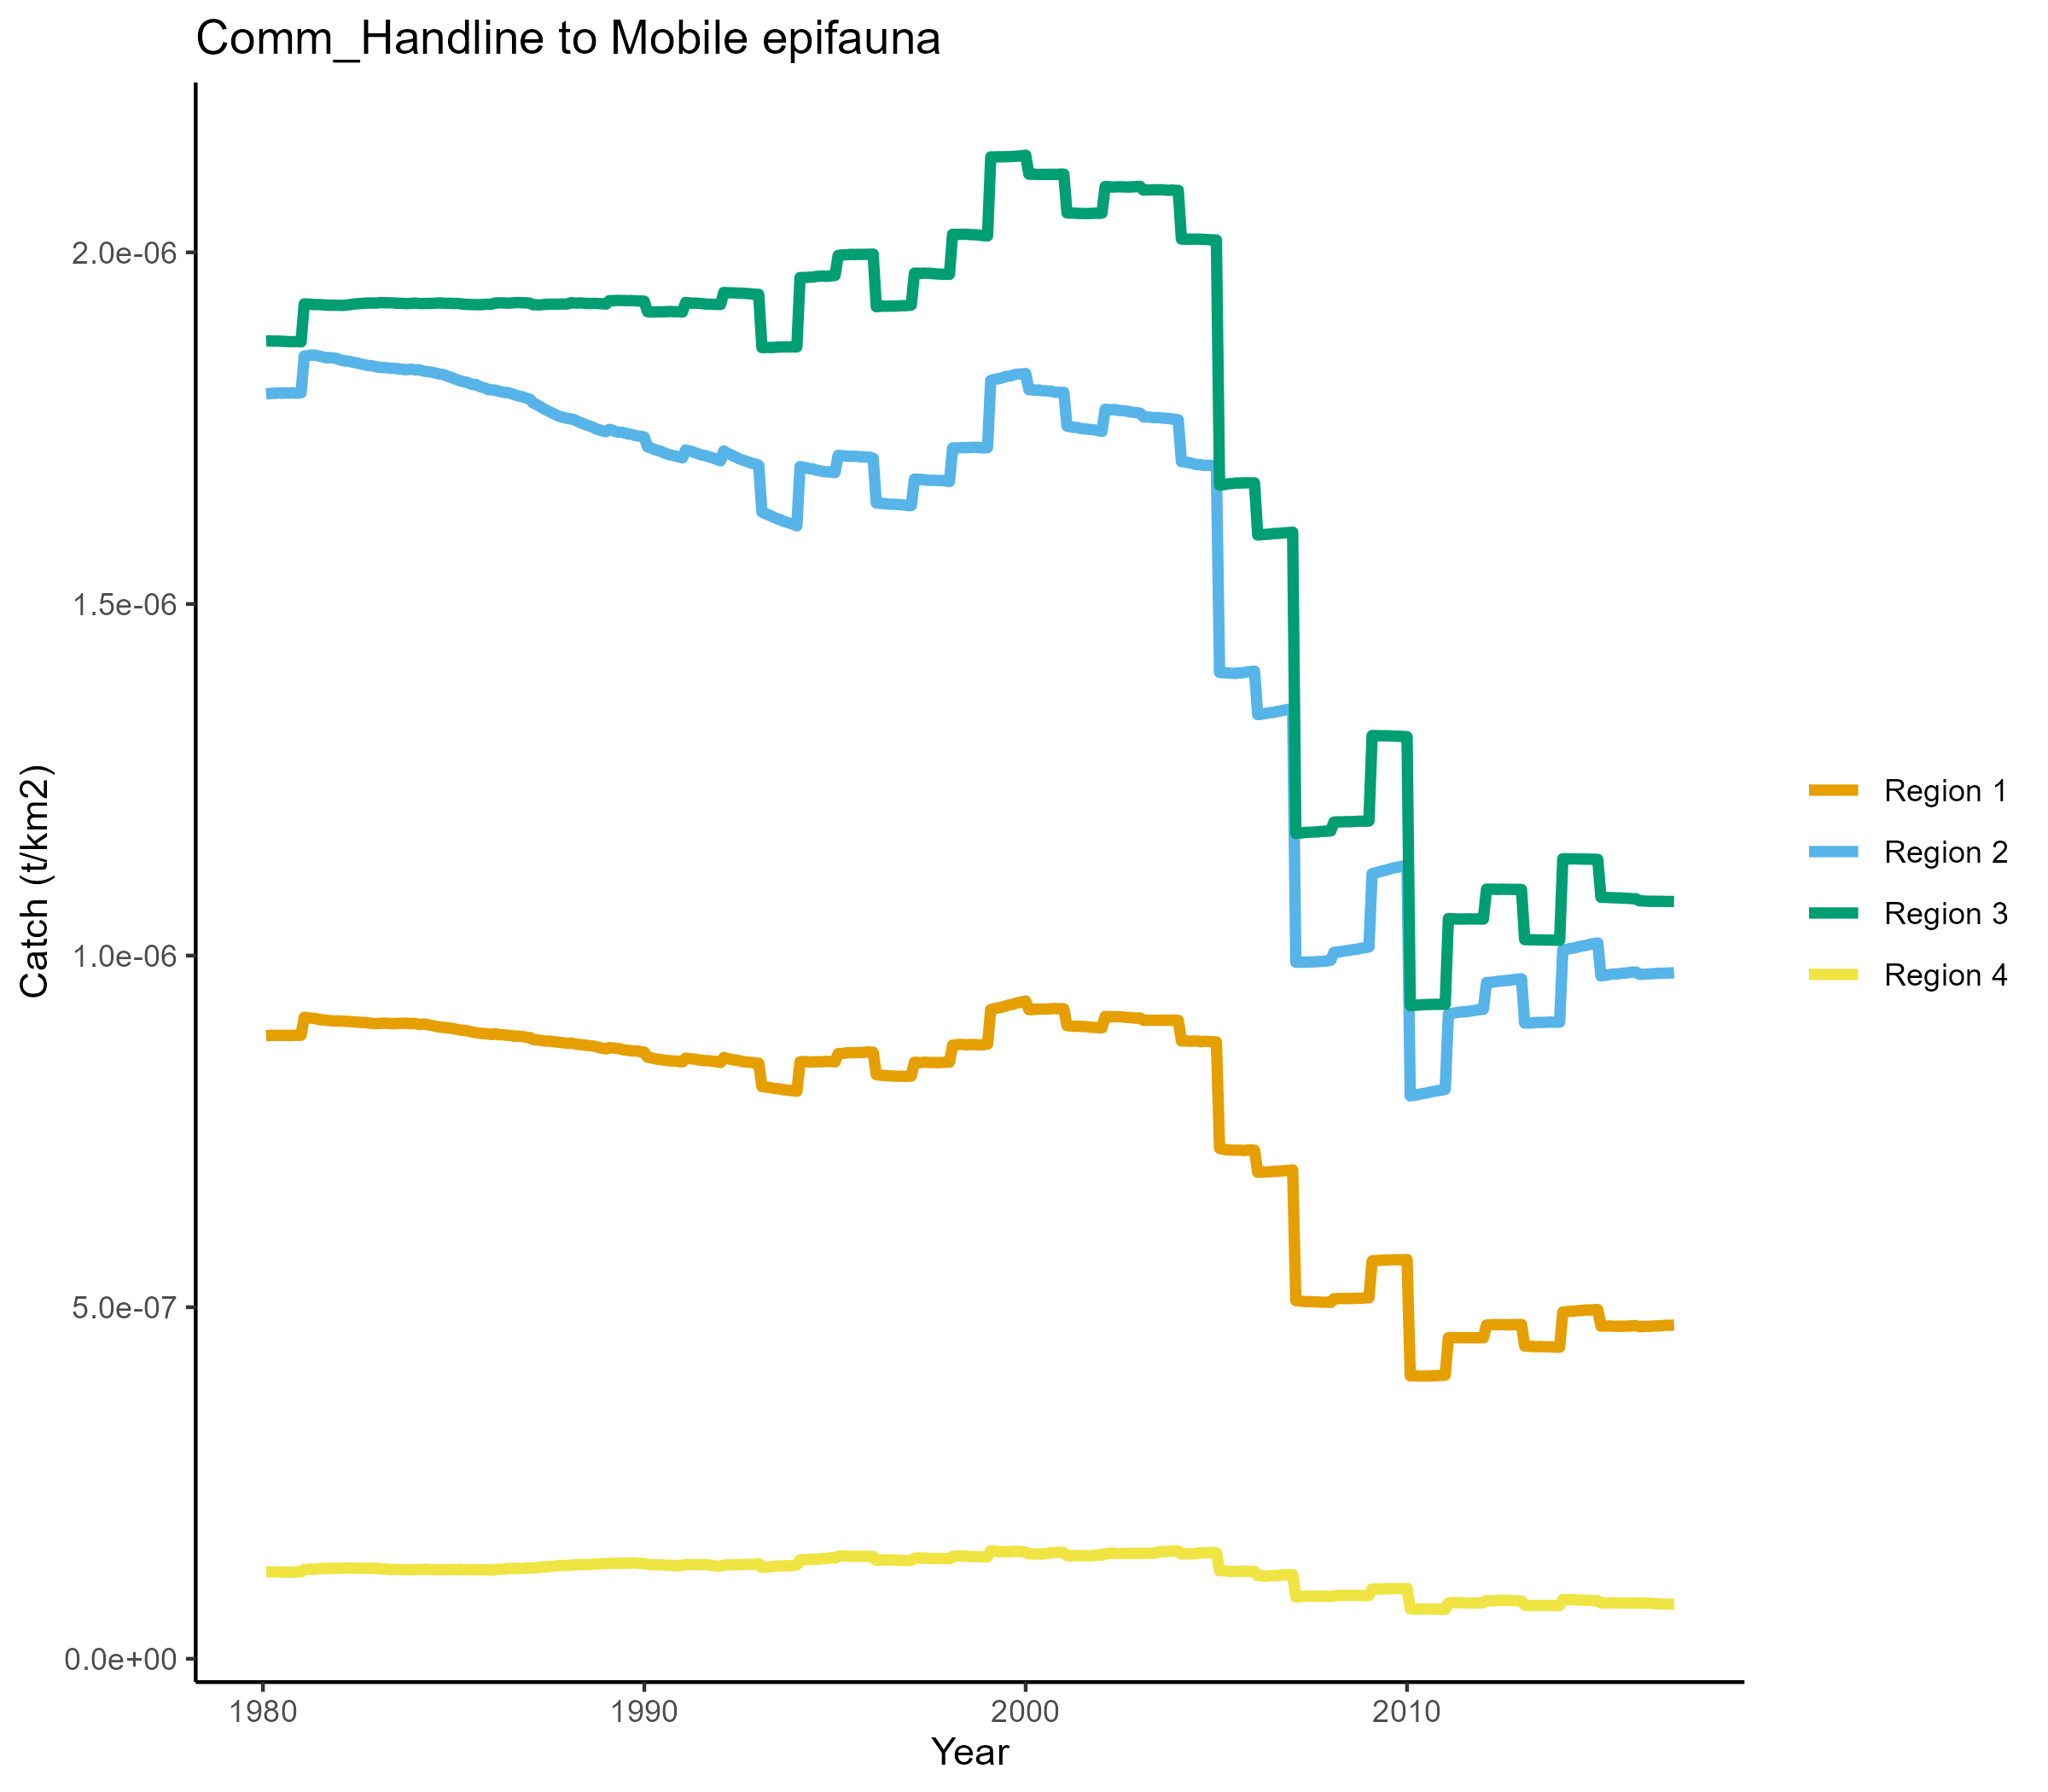 Comm_Handline to Mobile epifauna
Catch (t/km2)
2.0e-06
1.5e-06
1.0e-06
5.0e-07
0.0e+00
1980
1990
2000
2010
Year
Region 1
Region 2
Region 3
Region 4